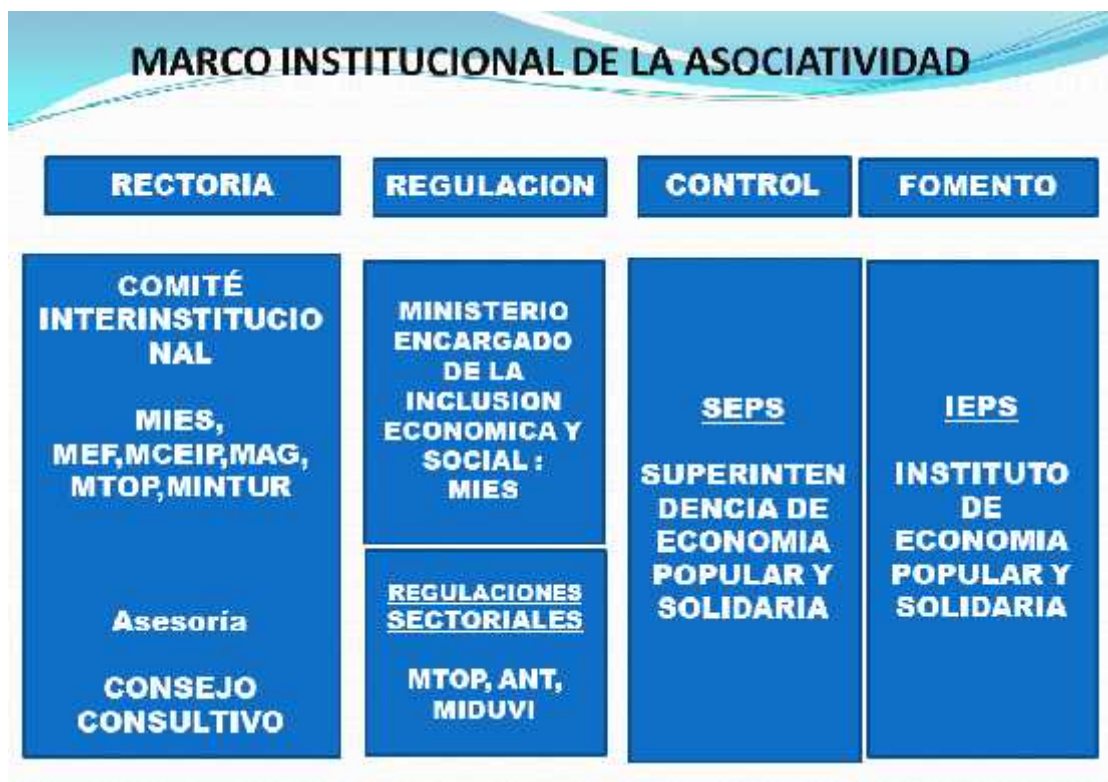 MARCO INSTITUCIONAL DE LA ASOCIATIVIDAD
RECTORIA
REGULACION
CONTROL
FOMENTO
COMITÉ
INTERINSTITUCIO
NAL
MIES,
MEF,MCEIP,MAG,
MTOP,MINTUR
Asesoría
CONSEJO
CONSULTIVO
MINISTERIO
ENCARGADO
DE LA
INCLUSION
ECONOMICA Y
SOCIAL :
MIES
REGULACIONES
SECTORIALES
MTOP, ANT,
MIDUVI
SEPS
SUPERINTEN
DENCIA DE
ECONOMIA
POPULAR Y
SOLIDARIA
IEPS
INSTITUTO
DE
ECONOMIA
POPULAR Y
SOLIDARIA